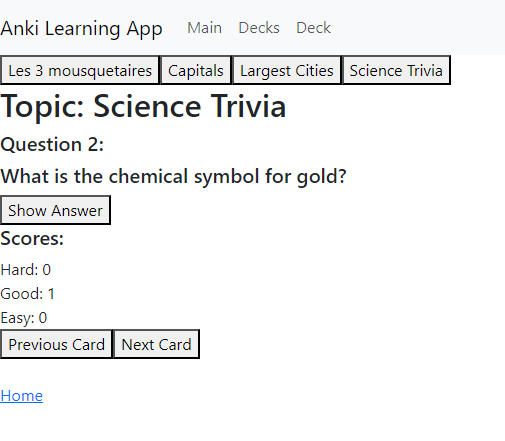 Anki Learning App Main Decks Deck
Les 3 mousquetaires Capitals Largest Cities Science Trivia
Topic: Science Trivia
Question 2:
What is the chemical symbol for gold?
Show Answer
Scores:
Hard: 0
Good: 1
Easy: 0
Previous Card Next Card
Home